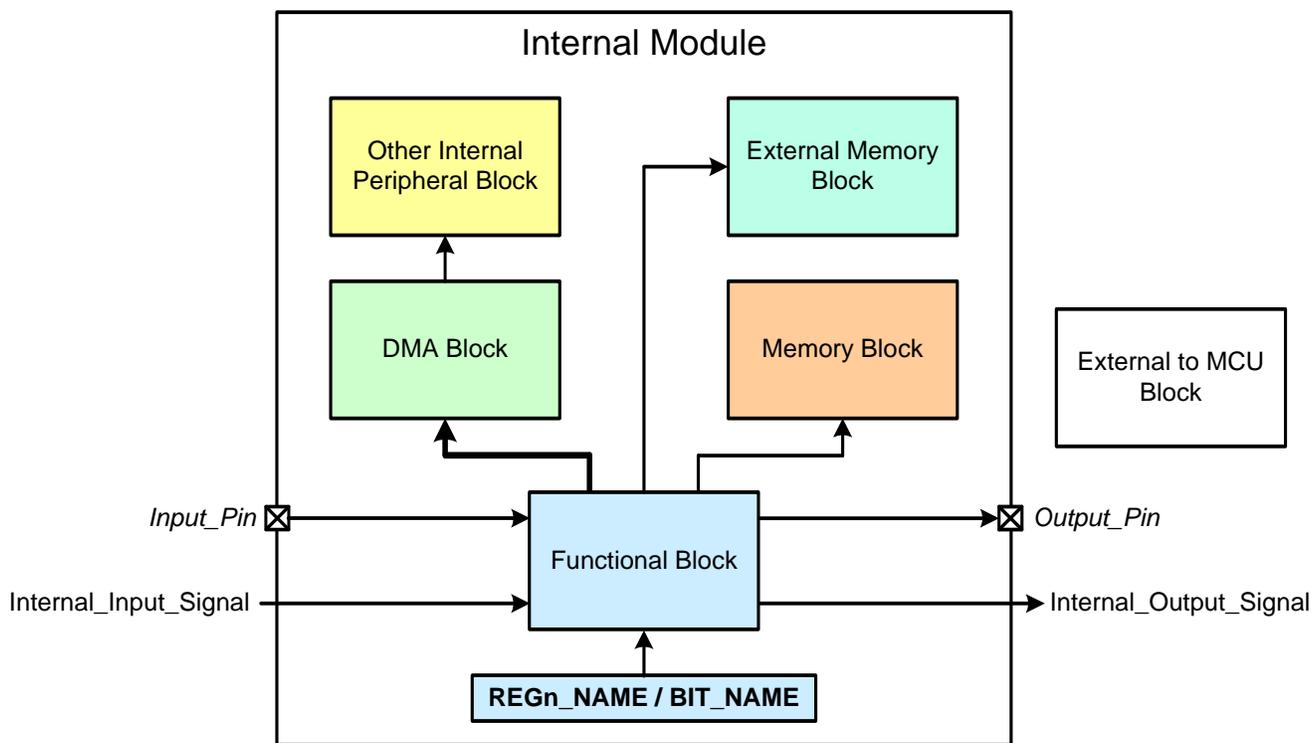 Internal Module
Other Internal
Peripheral Block
External Memory
Block
DMA Block
Memory Block
External to MCU
Block
Input_Pin
Output_Pin
Functional Block
Internal_Input_Signal
Internal_Output_Signal
REGn_NAME / BIT_NAME